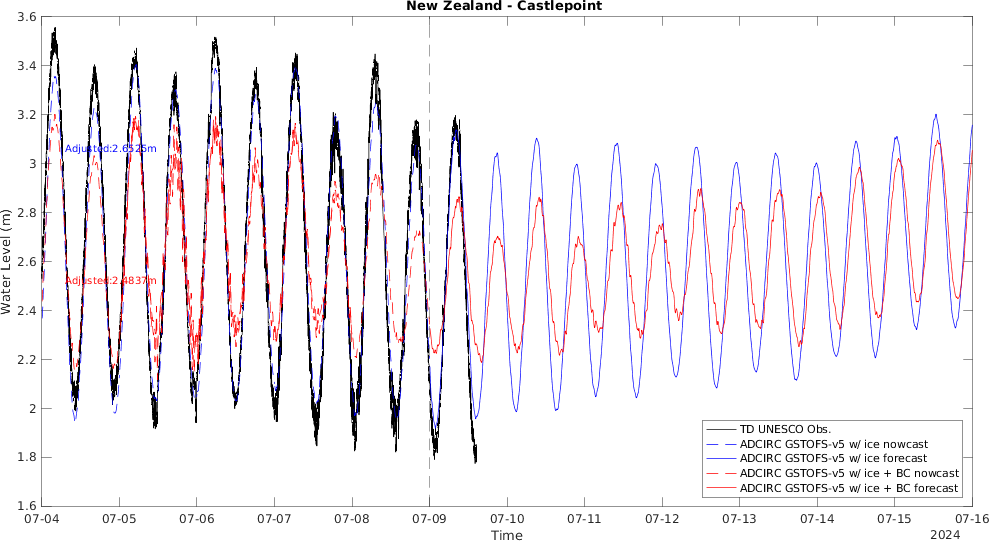 New Zealand - Castlepoint
3.6
3.4
3.2
3
2.8
2.6
2.4
2.2
2
1.8
1.6
Water Level (m)
Adjusted:2.6525m
Adjusted:2.4837m
TD UNESCO Obs.
ADCIRC GSTOFS-v5 w/ ice nowcast
ADCIRC GSTOFS-v5 w/ ice forecast
ADCIRC GSTOFS-v5 w/ ice + BC nowcast
ADCIRC GSTOFS-v5 w/ ice + BC forecast
07-04 07-05 07-06 07-07 07-08 07-09 07-10 07-11 07-12 07-13 07-14 07-15 07-16
Time
2024